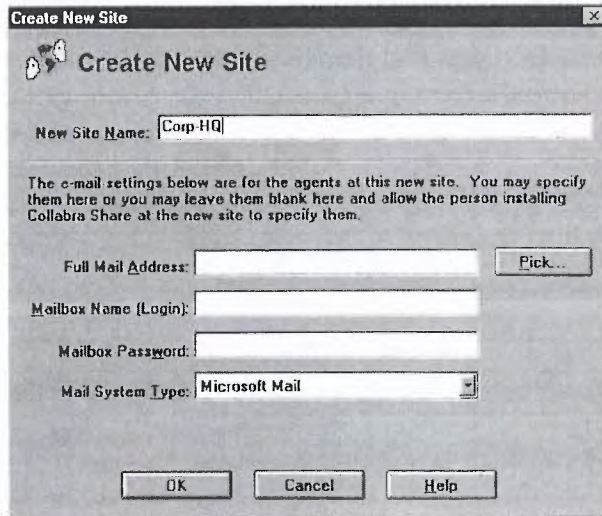 Create New Site
Create New Site
New Site Name: Corp-HQ
The e-mail settings below are for the agents at this new site. You may specify
them here or you may leave them blank here and allow the person installing
Collabra Share at the new site to specify them.
Full Mail Address: Pick...
Mailbox Name (Login):
Mailbox Password:
Mail System Type: Microsoft Mail
OK Cancel Help